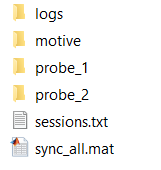 logs
motive
probe_1
probe_2
sessions.txt
sync_all.mat